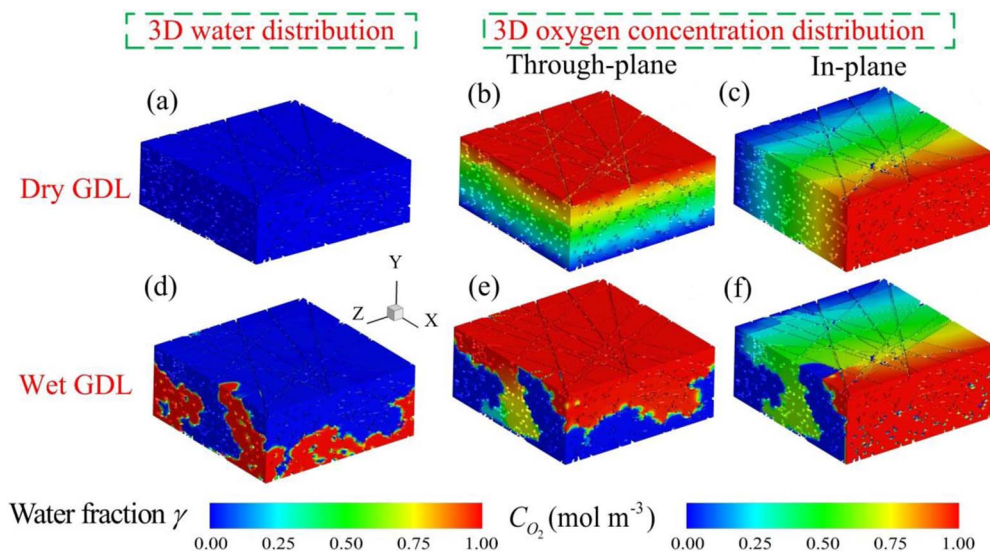 3D water distribution
3D oxygen concentration distribution
Through-plane
In-plane
(a)
(b)
(c)
Dry GDL
(d)
Y
Z
X
(e)
(f)
Wet GDL
Water fraction γ
0.00 0.25 0.50 0.75 1.00
C_{O_2} (mol m^{-3})
0.00 0.25 0.50 0.75 1.00